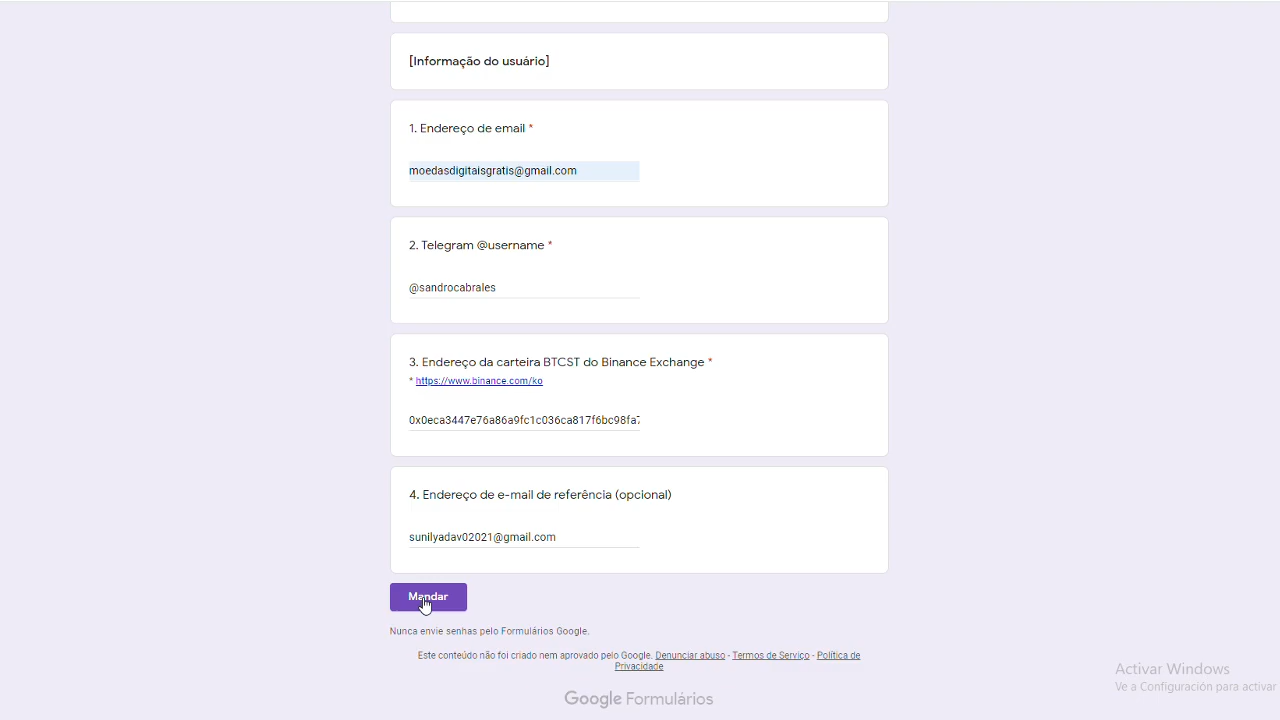 [Informação do usuário]
1. Endereço de email *
moedasdigitaisgratis@gmail.com
2. Telegram @username *
@sandrocabrales
3. Endereço da carteira BTCST do Binance Exchange *
* https://www.binance.com/ko
0x0eca3447e76a86a9fc1c036ca817f6bc98fa7
4. Endereço de e-mail de referência (opcional)
sunilyadav02021@gmail.com
Mandar
Nunca envie senhas pelo Formulários Google.
Este conteúdo não foi criado nem aprovado pelo Google. Denunciar abuso - Termos de Serviço - Política de
Privacidade
Google Formulários
Activar Windows
Ve a Configuración para activar